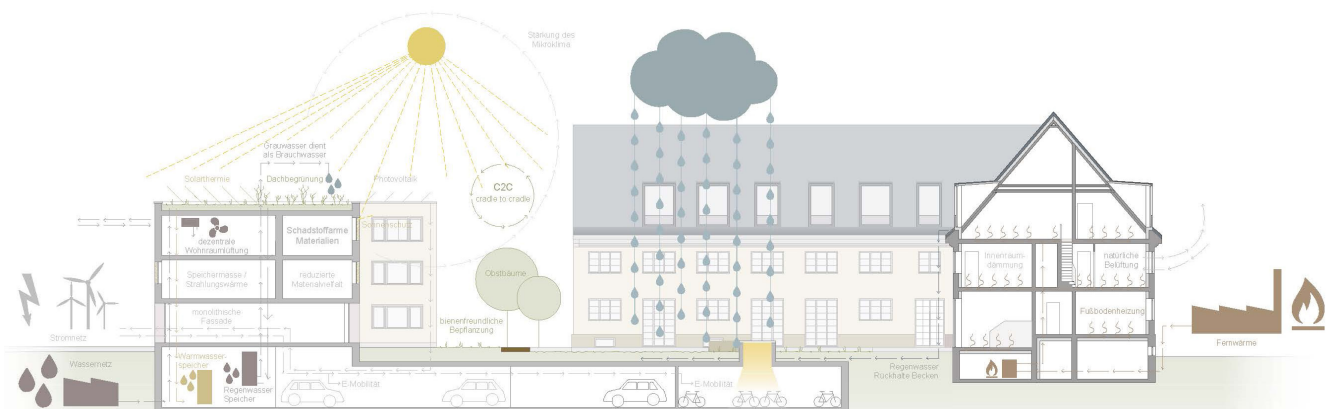 Stärkung des
Mikroklima
Grauwasser dient
als Brauchwasser
Solarthermie
Dachbegrünung
Photovoltaik
C2C
cradle to cradle
Sonnenschutz
dezentrale
Wohnraumlüftung
Schadstoffarme
Materialien
Speichermasse /
Strahlungswärme
reduzierte
Materialvielfalt
monolithische
Fassade
Obstbäume
bienenfreundliche
Bepflanzung
Innenraum-
dämmung
natürliche
Belüftung
Fußbodenheizung
Stromnetz
Fernwärme
Wassernetz
Warmwasser-
speicher
Regenwasser
Speicher
E-Mobilität
E-Mobilität
Regenwasser
Rückhalte Becken